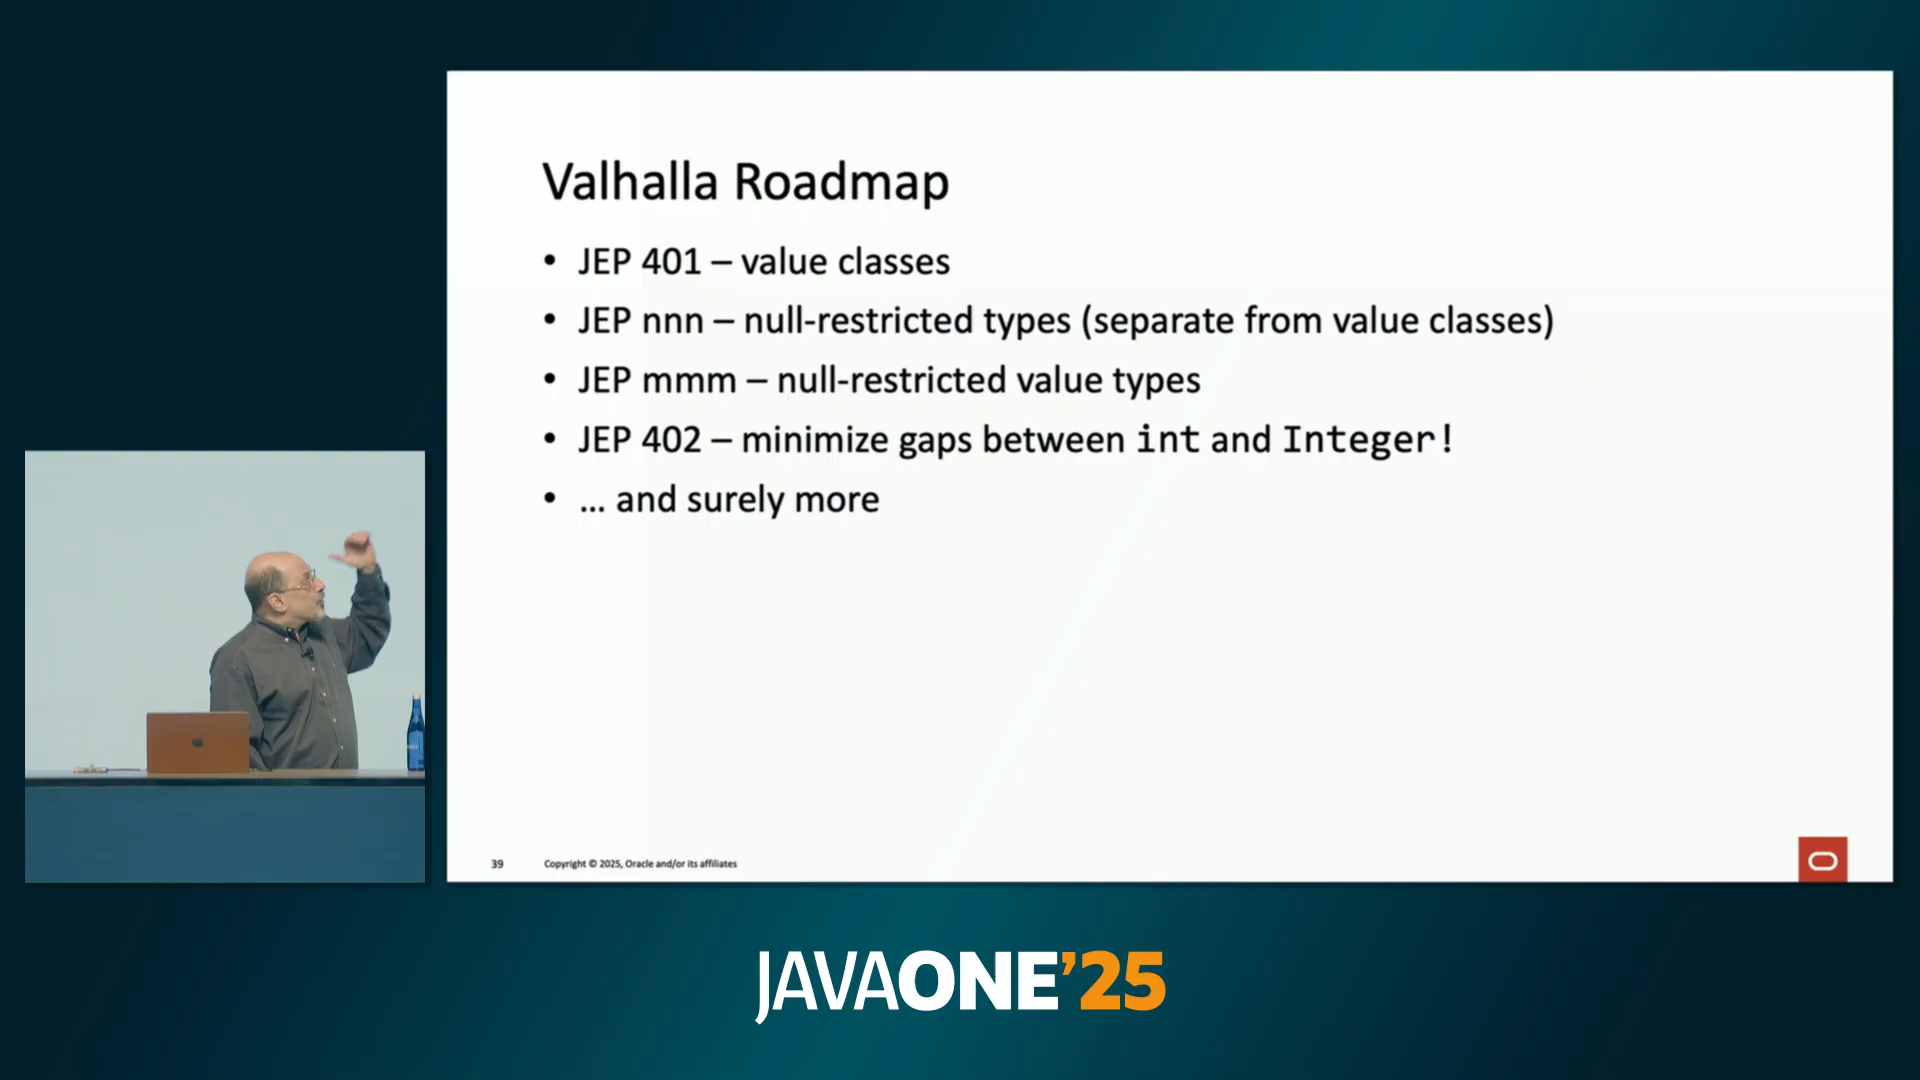 Valhalla Roadmap
• JEP 401 – value classes
• JEP nnn – null-restricted types (separate from value classes)
• JEP mmm – null-restricted value types
• JEP 402 – minimize gaps between int and Integer!
• ... and surely more
39 Copyright © 2025, Oracle and/or its affiliates
JAVAONE'25